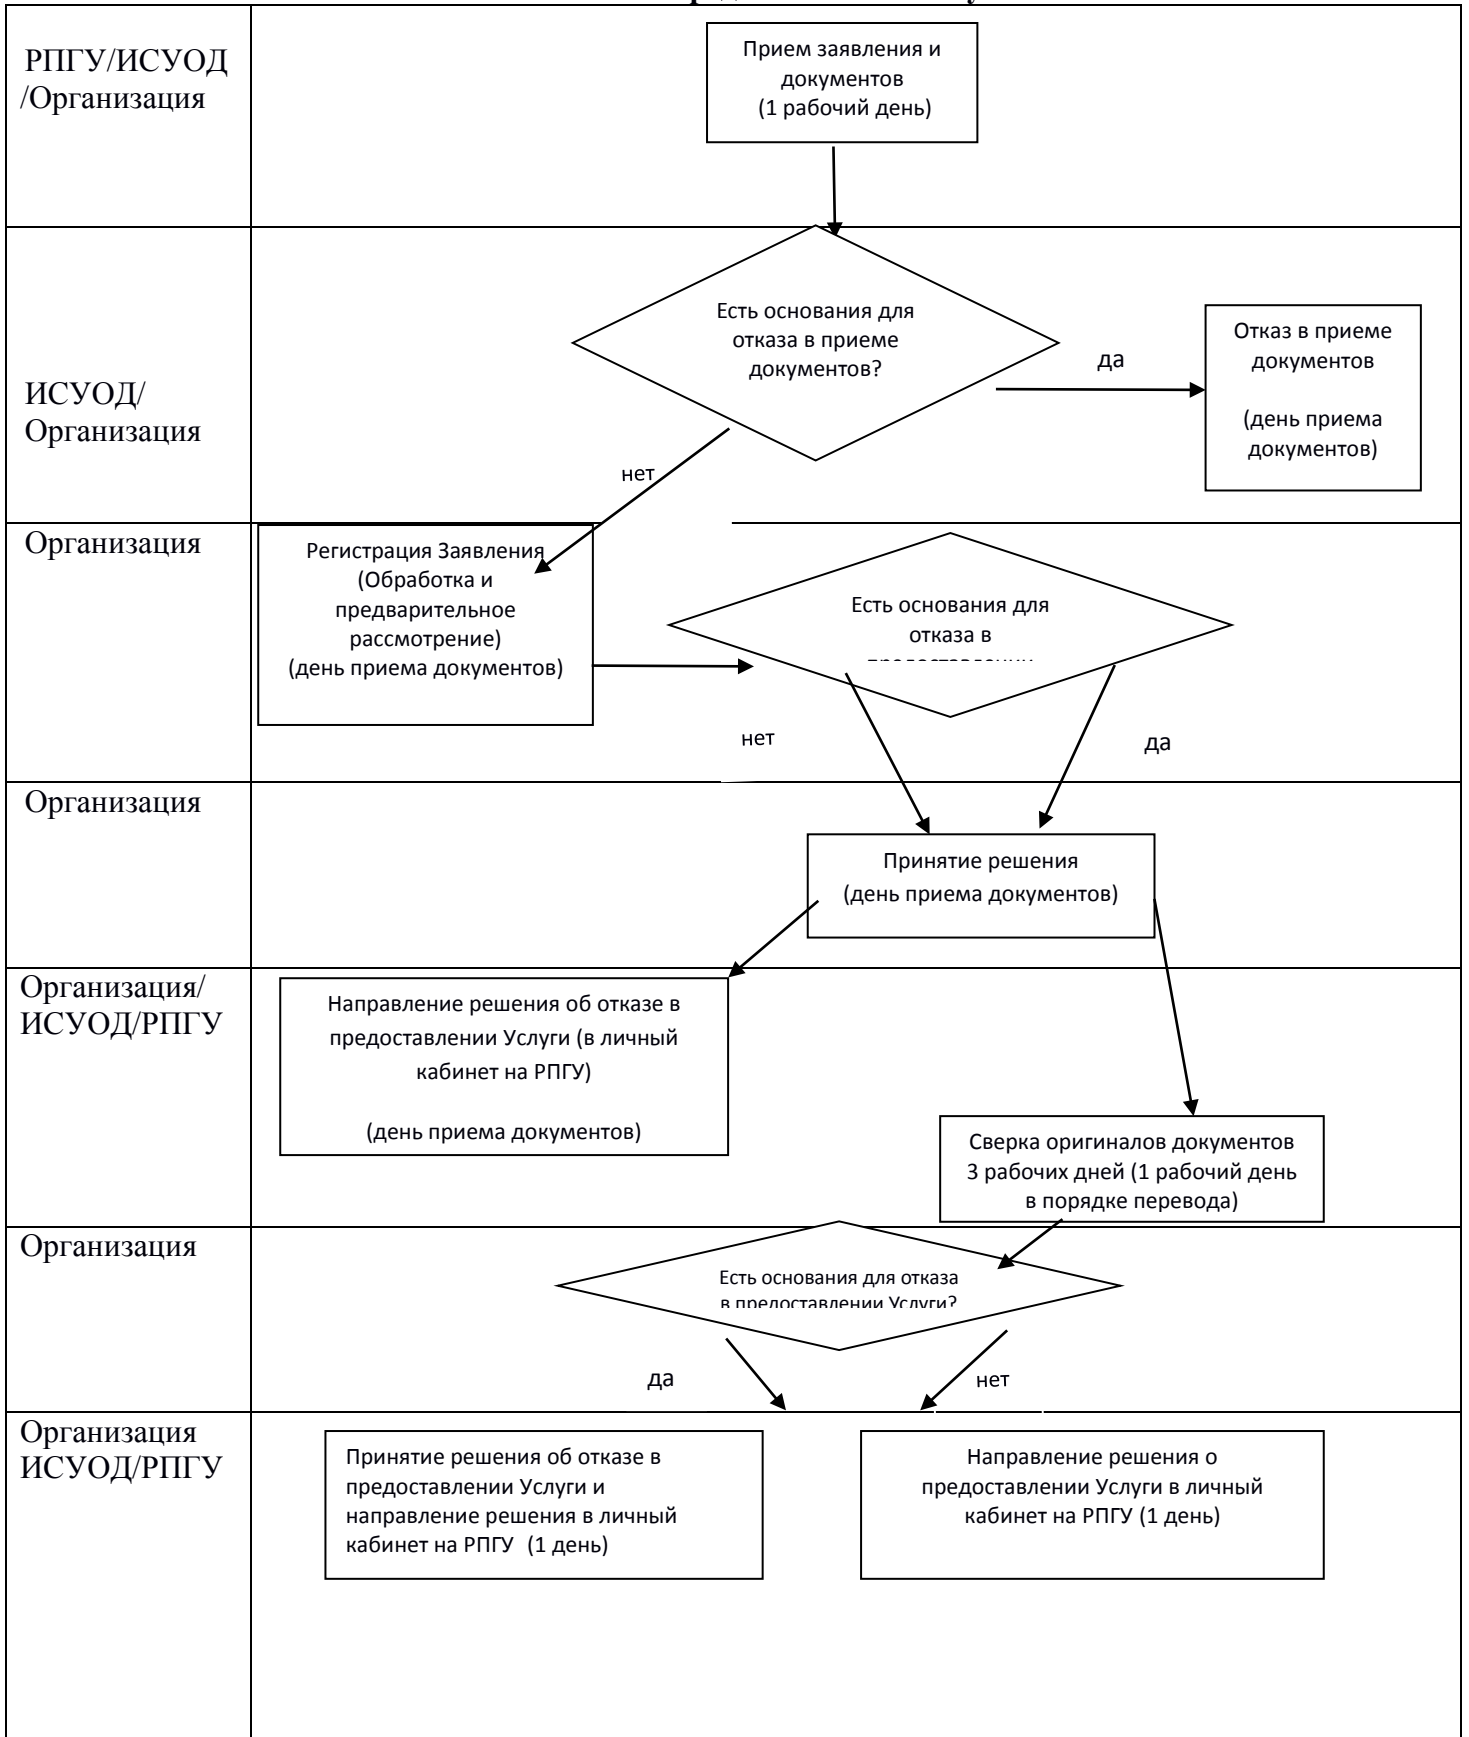 РПГУ/ИСУОД
/Организация
Прием заявления и
документов
(1 рабочий день)
ИСУОД/
Организация
Есть основания для
отказа в приеме
документов?
да
Отказ в приеме
документов
(день приема
документов)
нет
Организация
Регистрация Заявления
(Обработка и
предварительное
рассмотрение)
(день приема документов)
Есть основания для
отказа в
нет
да
Организация
Принятие решения
(день приема документов)
Организация/
ИСУОД/РПГУ
Направление решения об отказе в
предоставлении Услуги (в личный
кабинет на РПГУ)
(день приема документов)
Сверка оригиналов документов
3 рабочих дней (1 рабочий день
в порядке перевода)
Организация
Есть основания для отказа
в предоставлении Услуги?
да
нет
Организация
ИСУОД/РПГУ
Принятие решения об отказе в
предоставлении Услуги и
направление решения в личный
кабинет на РПГУ (1 день)
Направление решения о
предоставлении Услуги в личный
кабинет на РПГУ (1 день)